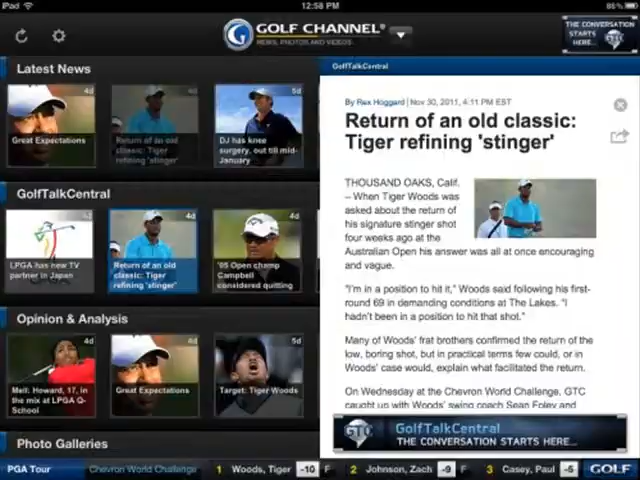 iPad
12:58 PM
86%
GOLF CHANNEL
NEWS, PHOTOS AND VIDEOS
THE CONVERSATION
STARTS
HERE...
GTC
Latest News
4d
Great Expectations
4d
Return of an old
classic: Tiger
refining 'stinger'
5d
DJ has knee
surgery, out till mid-
January
GolfTalkCentral
LPGA has new TV
partner in Japan
4d
Return of an old
classic: Tiger
refining 'stinger'
4d
'05 Open champ
Campbell
considered quitting
Opinion & Analysis
4d
Mell: Howard, 17, in
the mix at LPGA Q-
School
4d
Great Expectations
5d
Target: Tiger Woods
Photo Galleries
GolfTalkCentral
By Rex Hoggard | Nov 30, 2011, 4:11 PM EST
Return of an old classic:
Tiger refining 'stinger'
THOUSAND OAKS, Calif.
– When Tiger Woods was
asked about the return of
his signature stinger shot
four weeks ago at the
Australian Open his answer was all at once encouraging
and vague.
"I'm in a position to hit it," Woods said following his first-
round 69 in demanding conditions at The Lakes. "I
hadn't been in a position to hit that shot."
Many of Woods' frat brothers confirmed the return of the
low, boring shot, but in practical terms few could, or in
Woods' case would, explain what facilitated the return.
On Wednesday at the Chevron World Challenge, GTC
caught up with Woods' swing coach Sean Foley and
GTC
GolfTalkCentral
THE CONVERSATION STARTS HERE...
PGA Tour Chevron World Challenge 1 Woods, Tiger -10 F 2 Johnson, Zach -9 F 3 Casey, Paul -5 GOLF